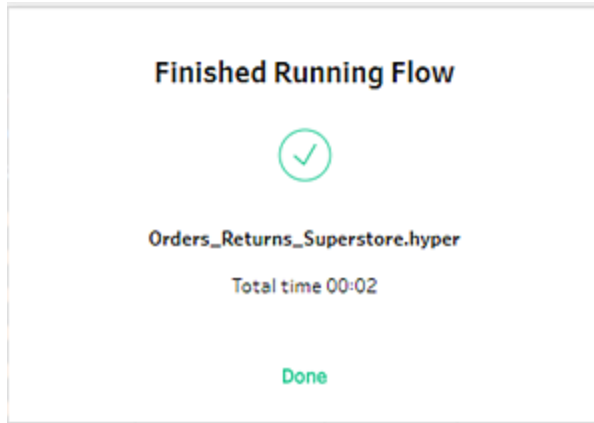 Finished Running Flow
Orders_Returns_Superstore.hyper
Total time 00:02
Done